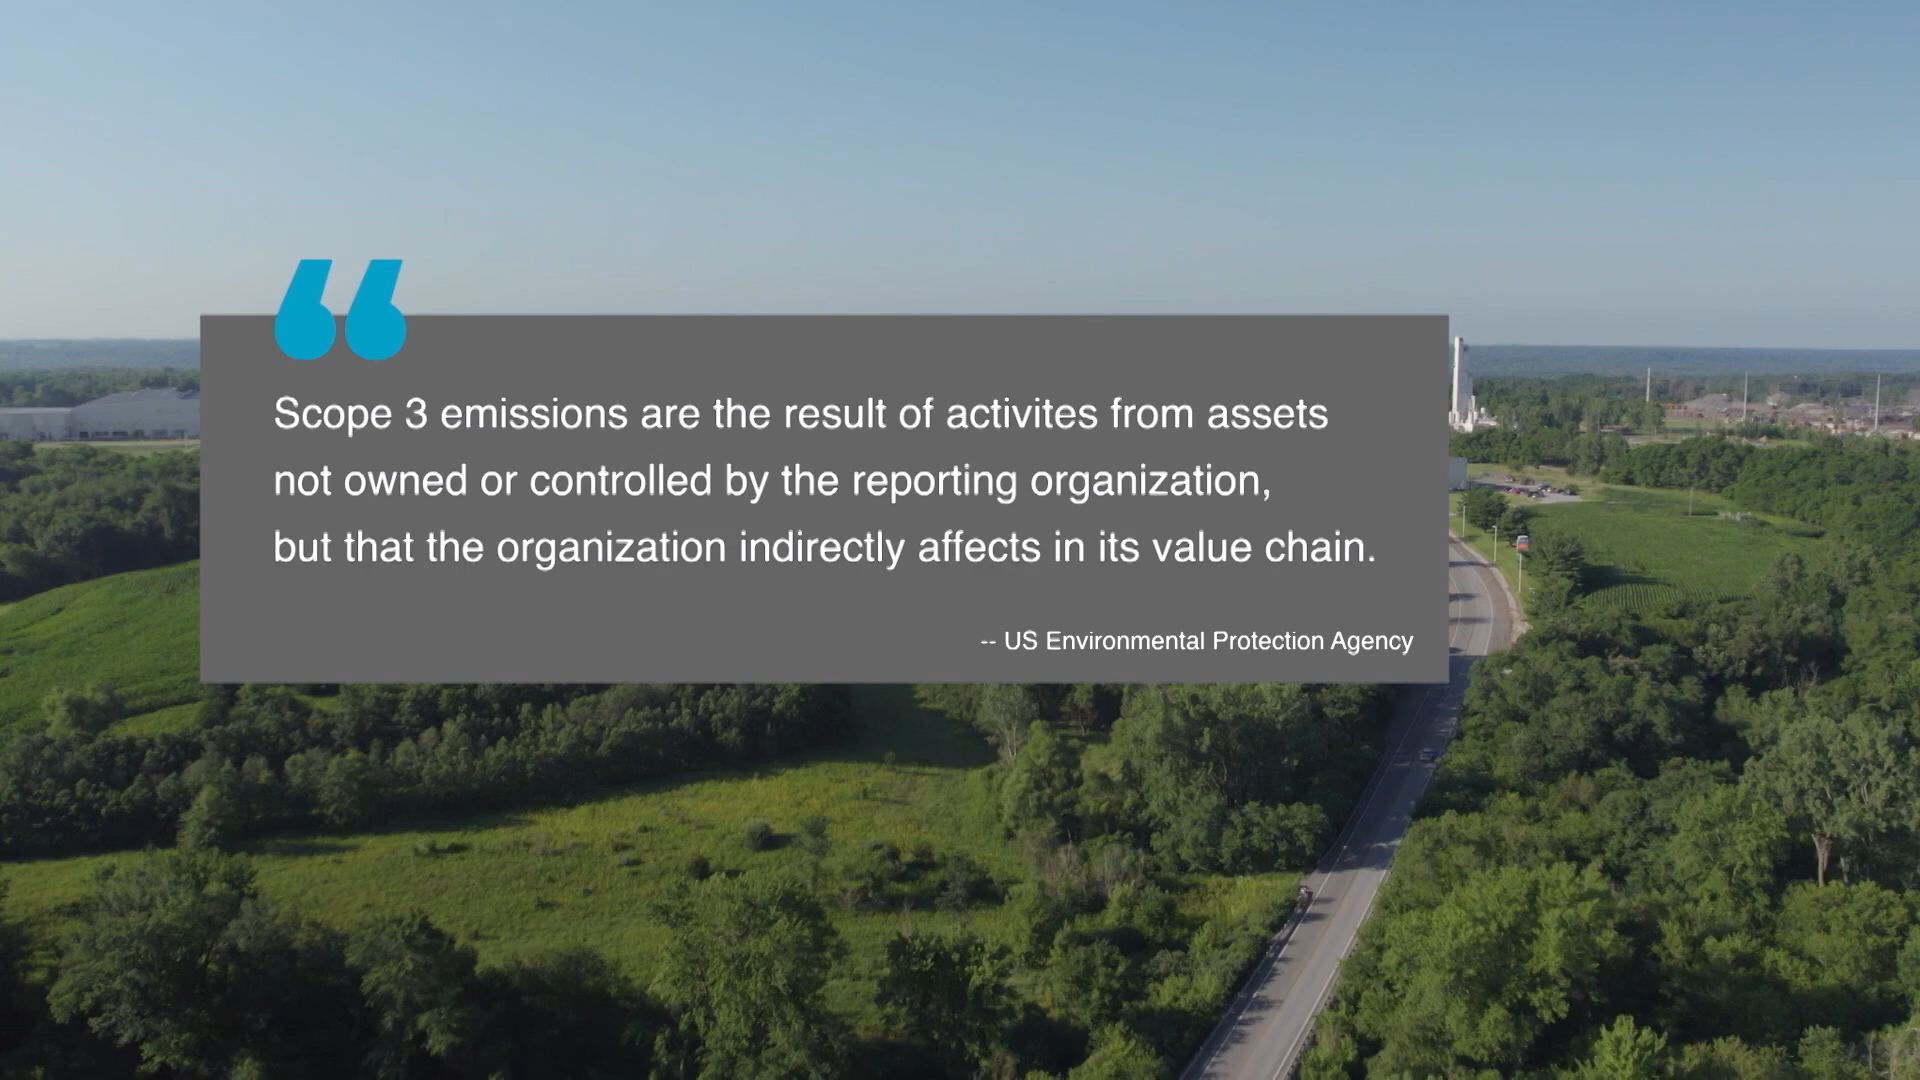 Scope 3 emissions are the result of activites from assets
not owned or controlled by the reporting organization,
but that the organization indirectly affects in its value chain.
-- US Environmental Protection Agency